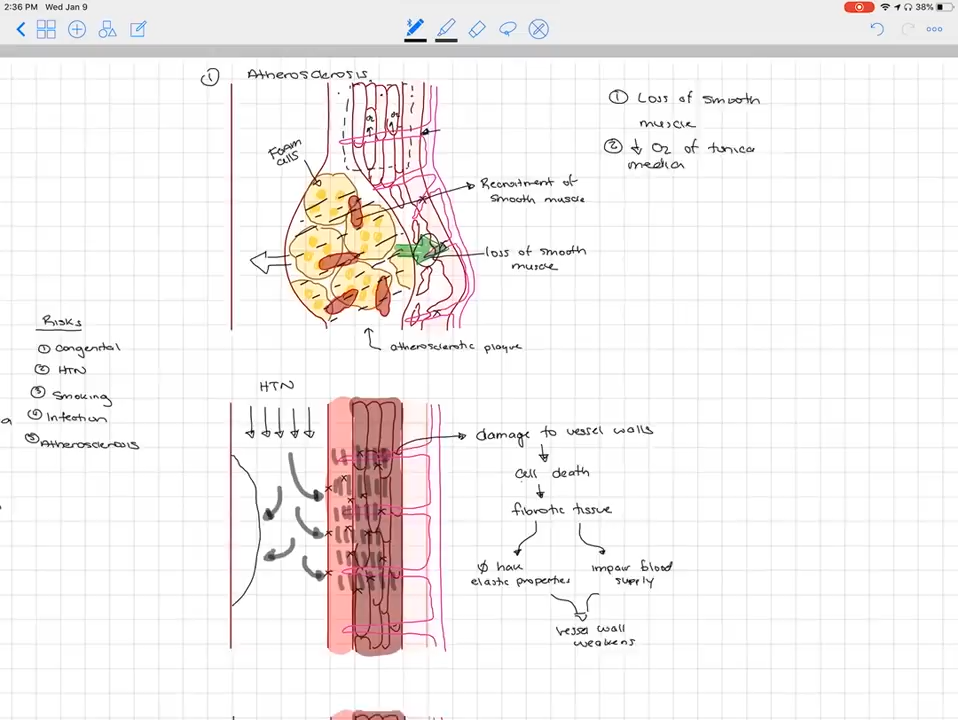 2:36 PM Wed Jan 9
38%
① Atherosclerosis
Foam
cells
O2
O2
Recruitment of
smooth muscle
loss of smooth
muscle
atherosclerotic plaque
① Loss of smooth
muscle
② ↓ O2 of tunica
media
Risks
① Congenital
② HTN
③ Smoking
④ Infection
⑤ Atherosclerosis
HTN
damage to vessel walls
cell death
fibrotic tissue
∅ have
elastic properties
impair blood
supply
vessel wall
weakens